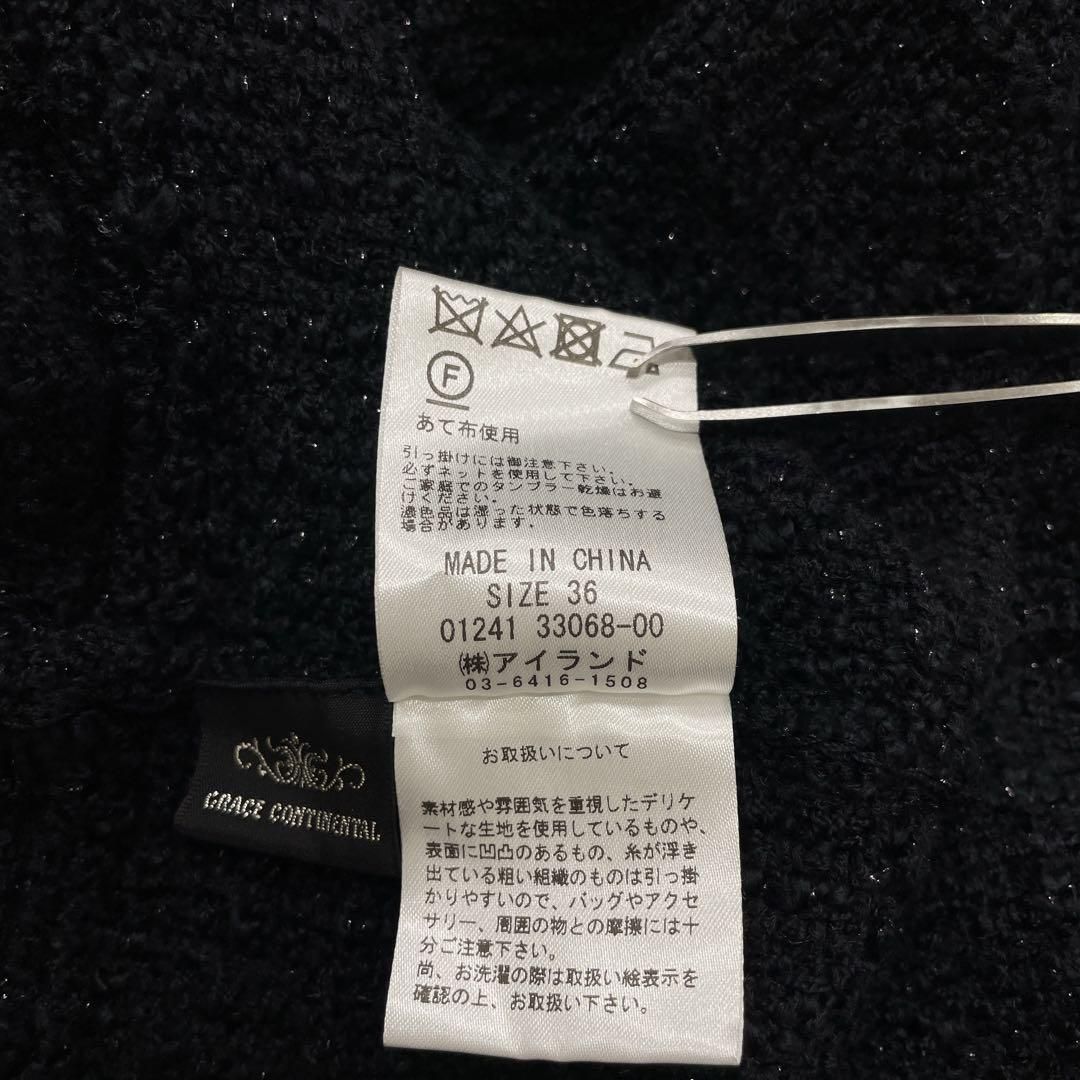 F
あて布使用
引っ掛けには御注意下さい。
必ずネットを使用して下さい。
ご家庭でのタンブラー乾燥はお避
けください。
濃色品は湿った状態で色落ちする
場合があります。
MADE IN CHINA
SIZE 36
01241 33068-00
㈱アイランド
03-6416-1508
GRACE CONTINENTAL
お取扱いについて
素材感や雰囲気を重視したデリケ
ートな生地を使用しているものや、
表面に凹凸のあるもの、糸が浮き
出ている粗い組織のものは引っ掛
かりやすいので、バッグやアクセ
サリー、周囲の物との摩擦には十
分ご注意下さい。
尚、お洗濯の際は取扱い絵表示を
確認の上、お取扱い下さい。